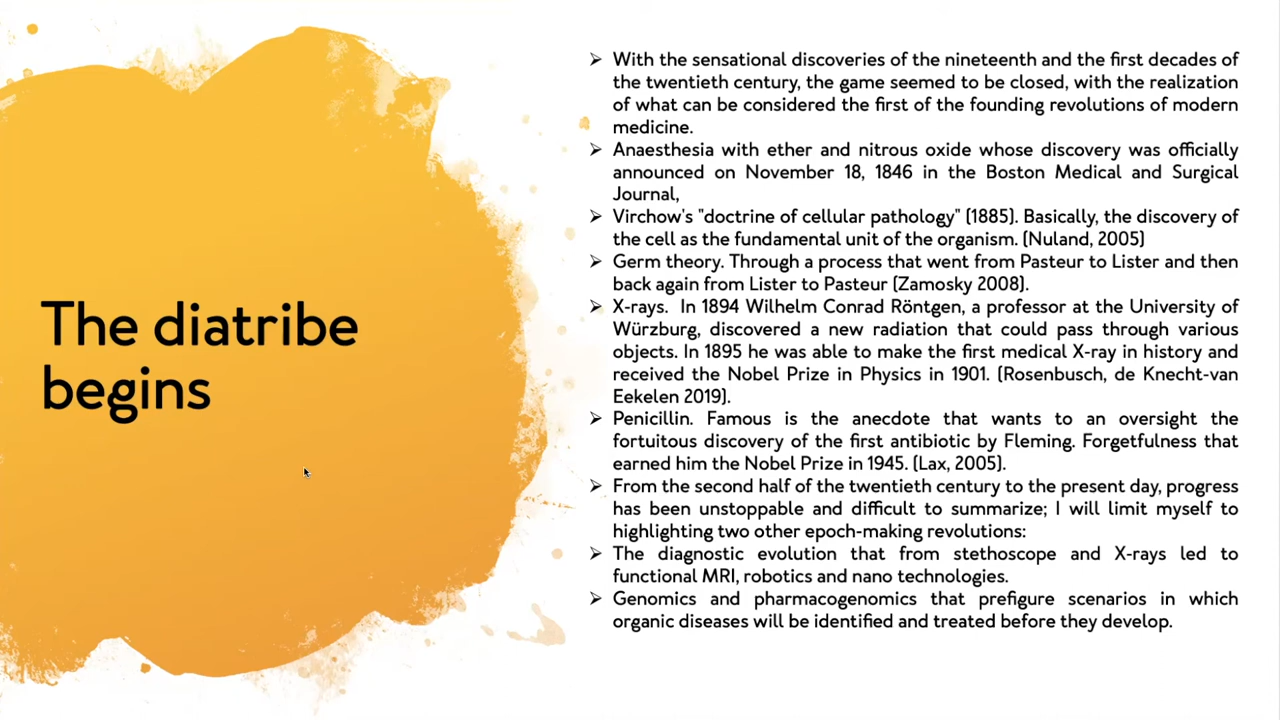 The diatribe
begins
➢ With the sensational discoveries of the nineteenth and the first decades of
the twentieth century, the game seemed to be closed, with the realization
of what can be considered the first of the founding revolutions of modern
medicine.
➢ Anaesthesia with ether and nitrous oxide whose discovery was officially
announced on November 18, 1846 in the Boston Medical and Surgical
Journal,
➢ Virchow's "doctrine of cellular pathology" (1885). Basically, the discovery of
the cell as the fundamental unit of the organism. (Nuland, 2005)
➢ Germ theory. Through a process that went from Pasteur to Lister and then
back again from Lister to Pasteur (Zamosky 2008).
➢ X-rays. In 1894 Wilhelm Conrad Röntgen, a professor at the University of
Würzburg, discovered a new radiation that could pass through various
objects. In 1895 he was able to make the first medical X-ray in history and
received the Nobel Prize in Physics in 1901. (Rosenbusch, de Knecht-van
Eekelen 2019).
➢ Penicillin. Famous is the anecdote that wants to an oversight the
fortuitous discovery of the first antibiotic by Fleming. Forgetfulness that
earned him the Nobel Prize in 1945. (Lax, 2005).
➢ From the second half of the twentieth century to the present day, progress
has been unstoppable and difficult to summarize; I will limit myself to
highlighting two other epoch-making revolutions:
➢ The diagnostic evolution that from stethoscope and X-rays led to
functional MRI, robotics and nano technologies.
➢ Genomics and pharmacogenomics that prefigure scenarios in which
organic diseases will be identified and treated before they develop.